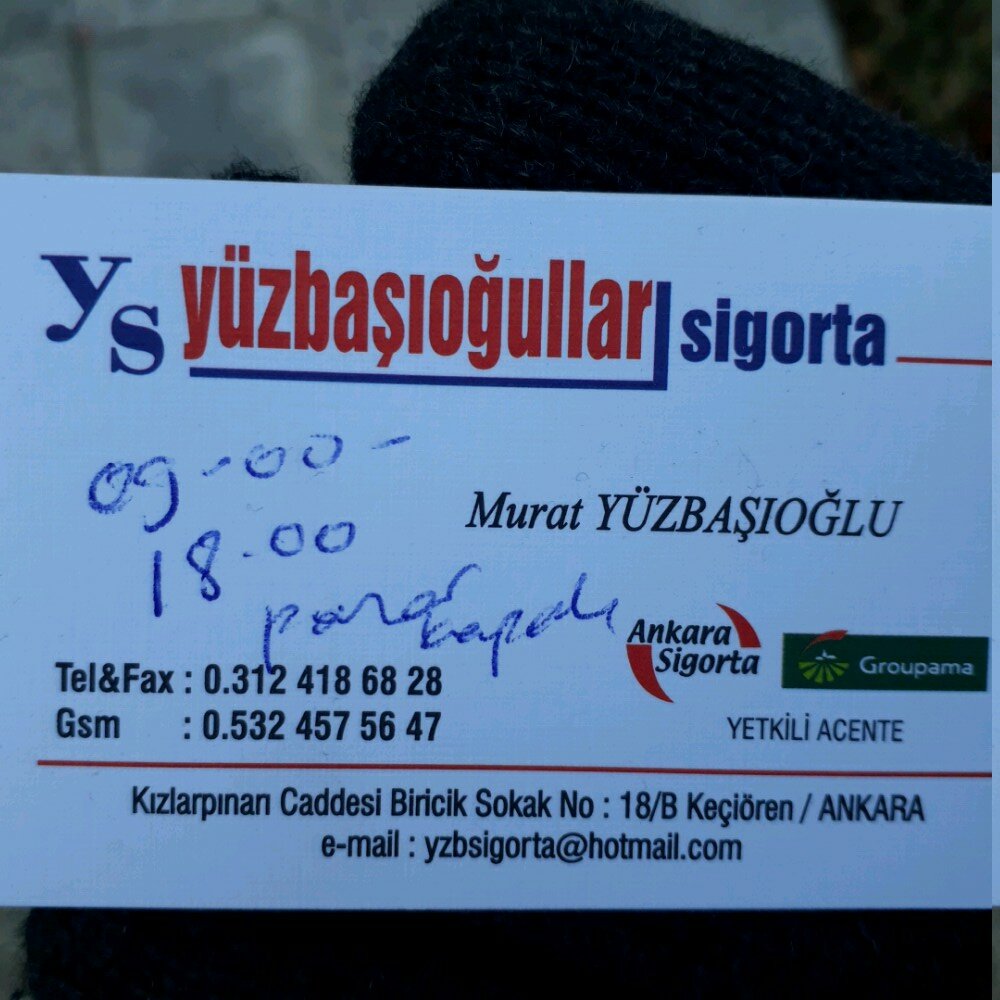 ys yüzbaşıoğulları sigorta
09-00-
18-00
pazar kapalı
Murat YÜZBAŞIOĞLU
Ankara
Sigorta
Groupama
YETKİLİ ACENTE
Tel&Fax : 0.312 418 68 28
Gsm : 0.532 457 56 47
Kızlarpınarı Caddesi Biricik Sokak No : 18/B Keçiören / ANKARA
e-mail : yzbsigorta@hotmail.com